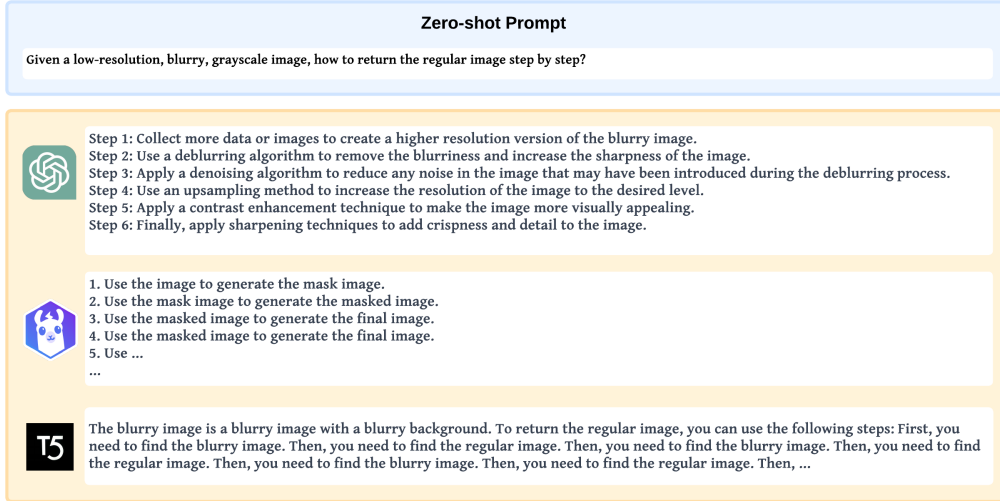 Zero-shot Prompt
Given a low-resolution, blurry, grayscale image, how to return the regular image step by step?
Step 1: Collect more data or images to create a higher resolution version of the blurry image.
Step 2: Use a deblurring algorithm to remove the blurriness and increase the sharpness of the image.
Step 3: Apply a denoising algorithm to reduce any noise in the image that may have been introduced during the deblurring process.
Step 4: Use an upsampling method to increase the resolution of the image to the desired level.
Step 5: Apply a contrast enhancement technique to make the image more visually appealing.
Step 6: Finally, apply sharpening techniques to add crispness and detail to the image.
1. Use the image to generate the mask image.
2. Use the mask image to generate the masked image.
3. Use the masked image to generate the final image.
4. Use the masked image to generate the final image.
5. Use ...
...
T5
The blurry image is a blurry image with a blurry background. To return the regular image, you can use the following steps: First, you
need to find the blurry image. Then, you need to find the regular image. Then, you need to find the blurry image. Then, you need to find
the regular image. Then, you need to find the blurry image. Then, you need to find the regular image. Then, ...